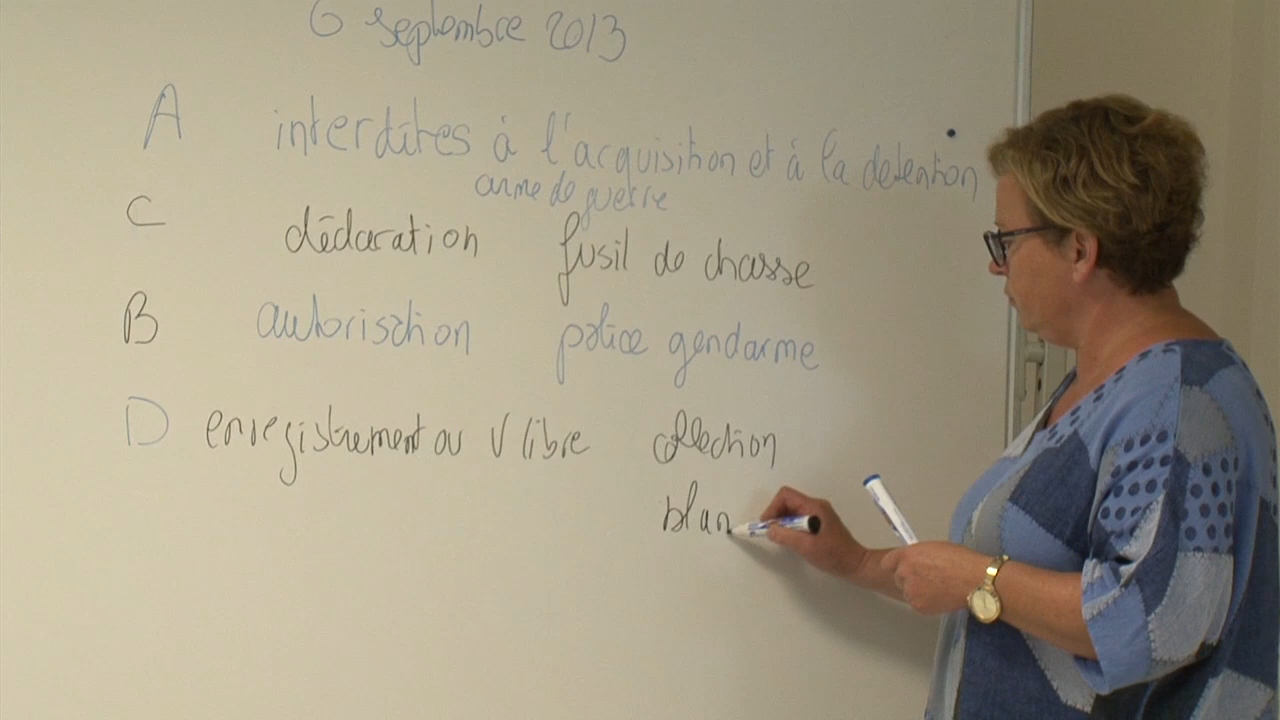 6 septembre 2013
A interdites à l'acquisition et à la detention
arme de guerre
C déclaration fusil de chasse
B autorisation police gendarme
D enregistrement ou V libre collection
blan